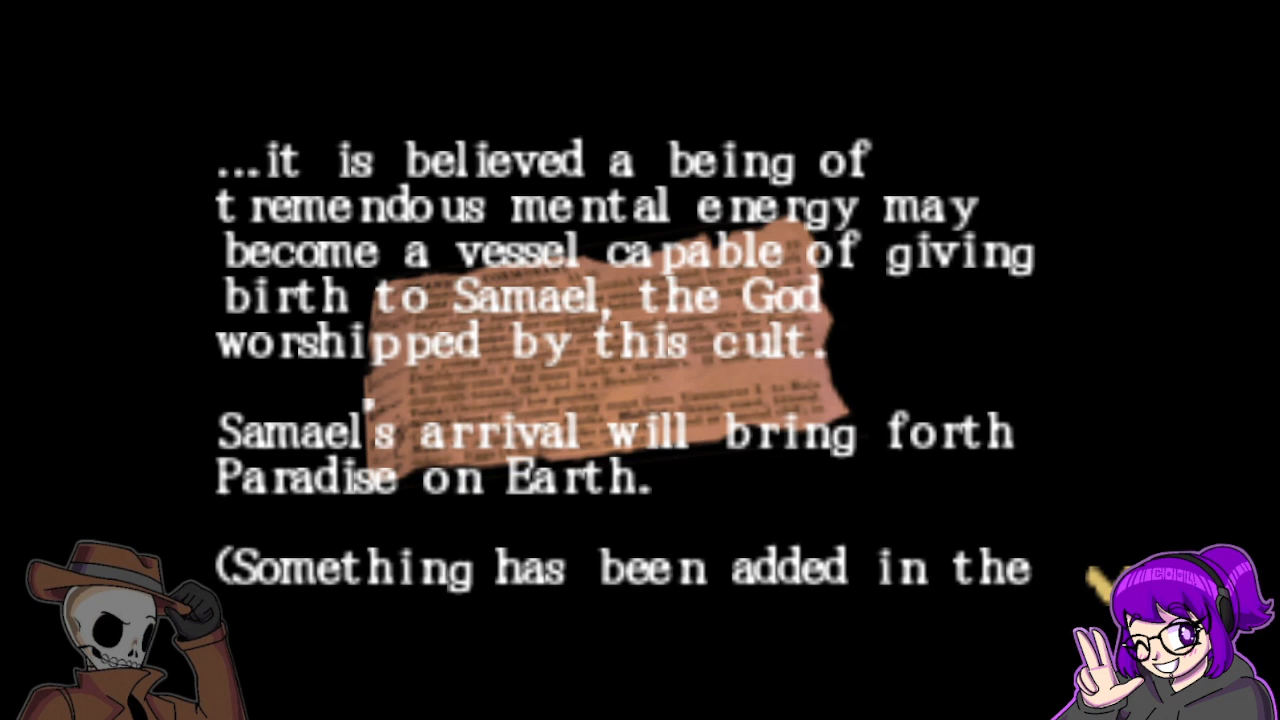 ...it is believed a being of
tremendous mental energy may
become a vessel capable of giving
birth to Samael, the God
worshipped by this cult.
Samael's arrival will bring forth
Paradise on Earth.
(Something has been added in the